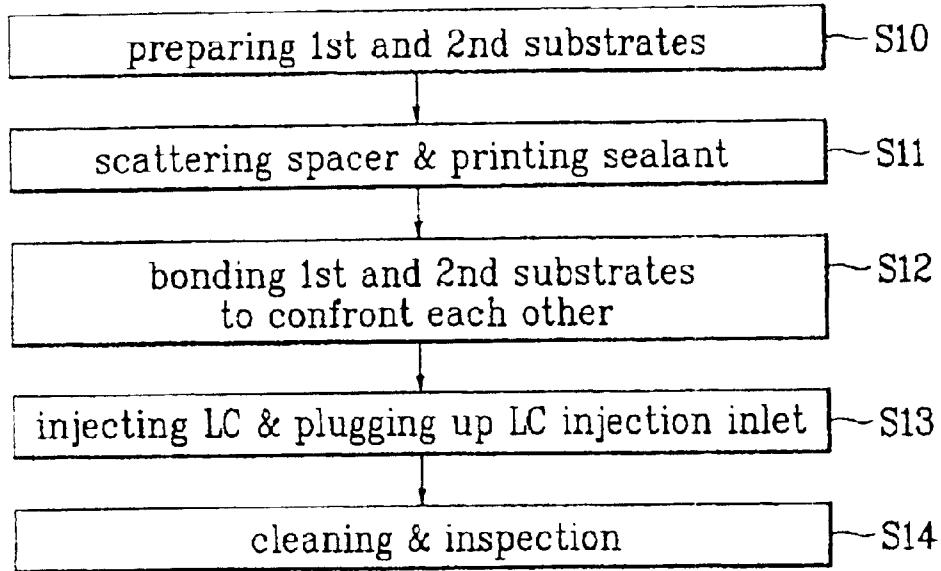 preparing 1st and 2nd substrates S10
scattering spacer & printing sealant S11
bonding 1st and 2nd substrates S12
to confront each other
injecting LC & plugging up LC injection inlet S13
cleaning & inspection S14